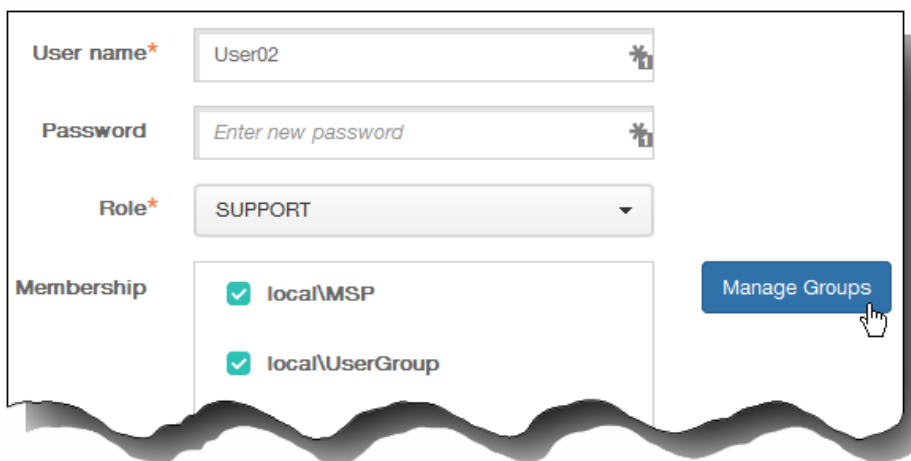 User name* User02
Password Enter new password
Role* SUPPORT
Membership local\MSP Manage Groups
local\UserGroup